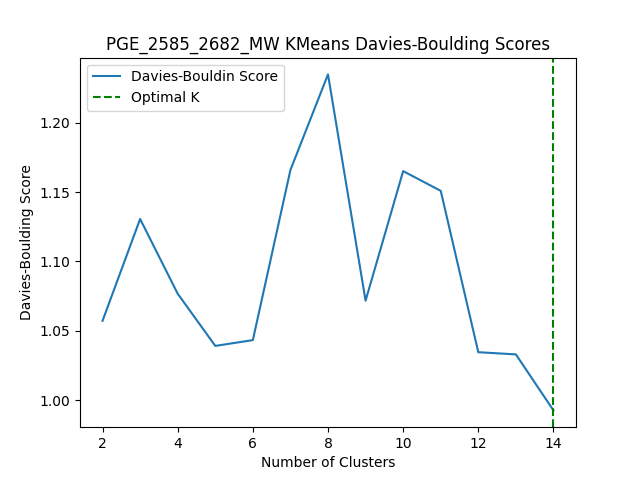 PGE_2585_2682_MW KMeans Davies-Boulding Scores
Davies-Bouldin Score
Optimal K
Davies-Boulding Score
1.20
1.15
1.10
1.05
1.00
2 4 6 8 10 12 14
Number of Clusters